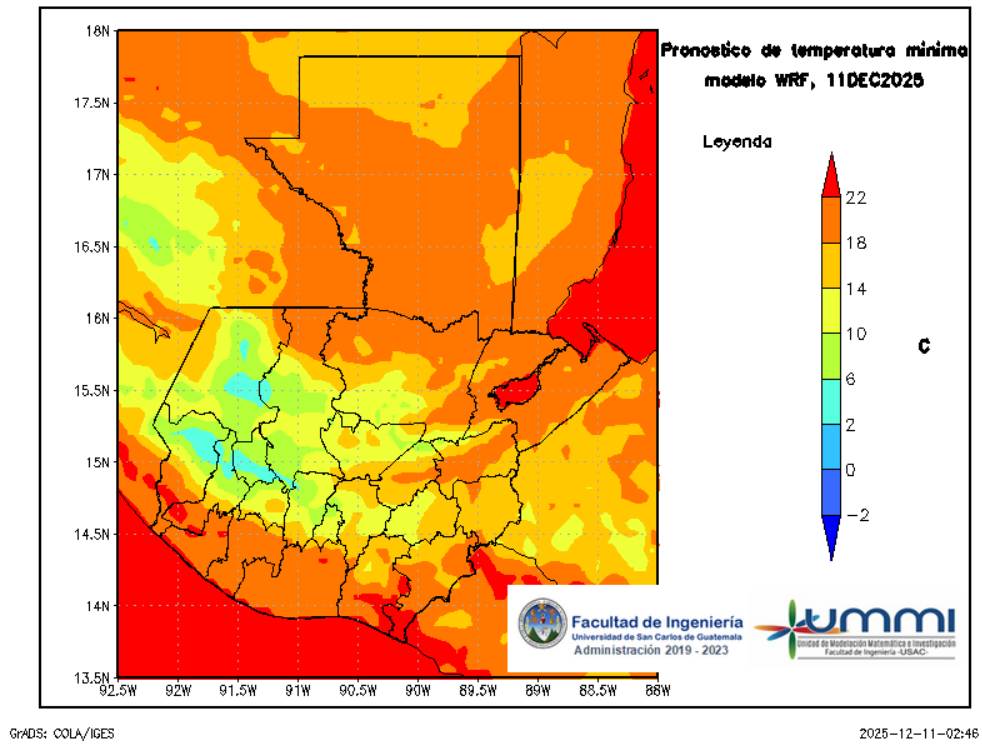 Pronostico de temperatura minima
modelo WRF, 11DEC2025
Leyenda
22
18
14
10
6
2
0
−2
C
18N
17.5N
17N
16.5N
16N
15.5N
15N
14.5N
14N
13.5N
92.5W
92W
91.5W
91W
90.5W
90W
89.5W
89W
88.5W
88W
Facultad de Ingeniería
Universidad de San Carlos de Guatemala
Administración 2019 - 2023
ummi
Unidad de Modelación Matemática e Investigación
Facultad de Ingeniería -USAC-
GrADS: COLA/IGES
2025-12-11-02:46